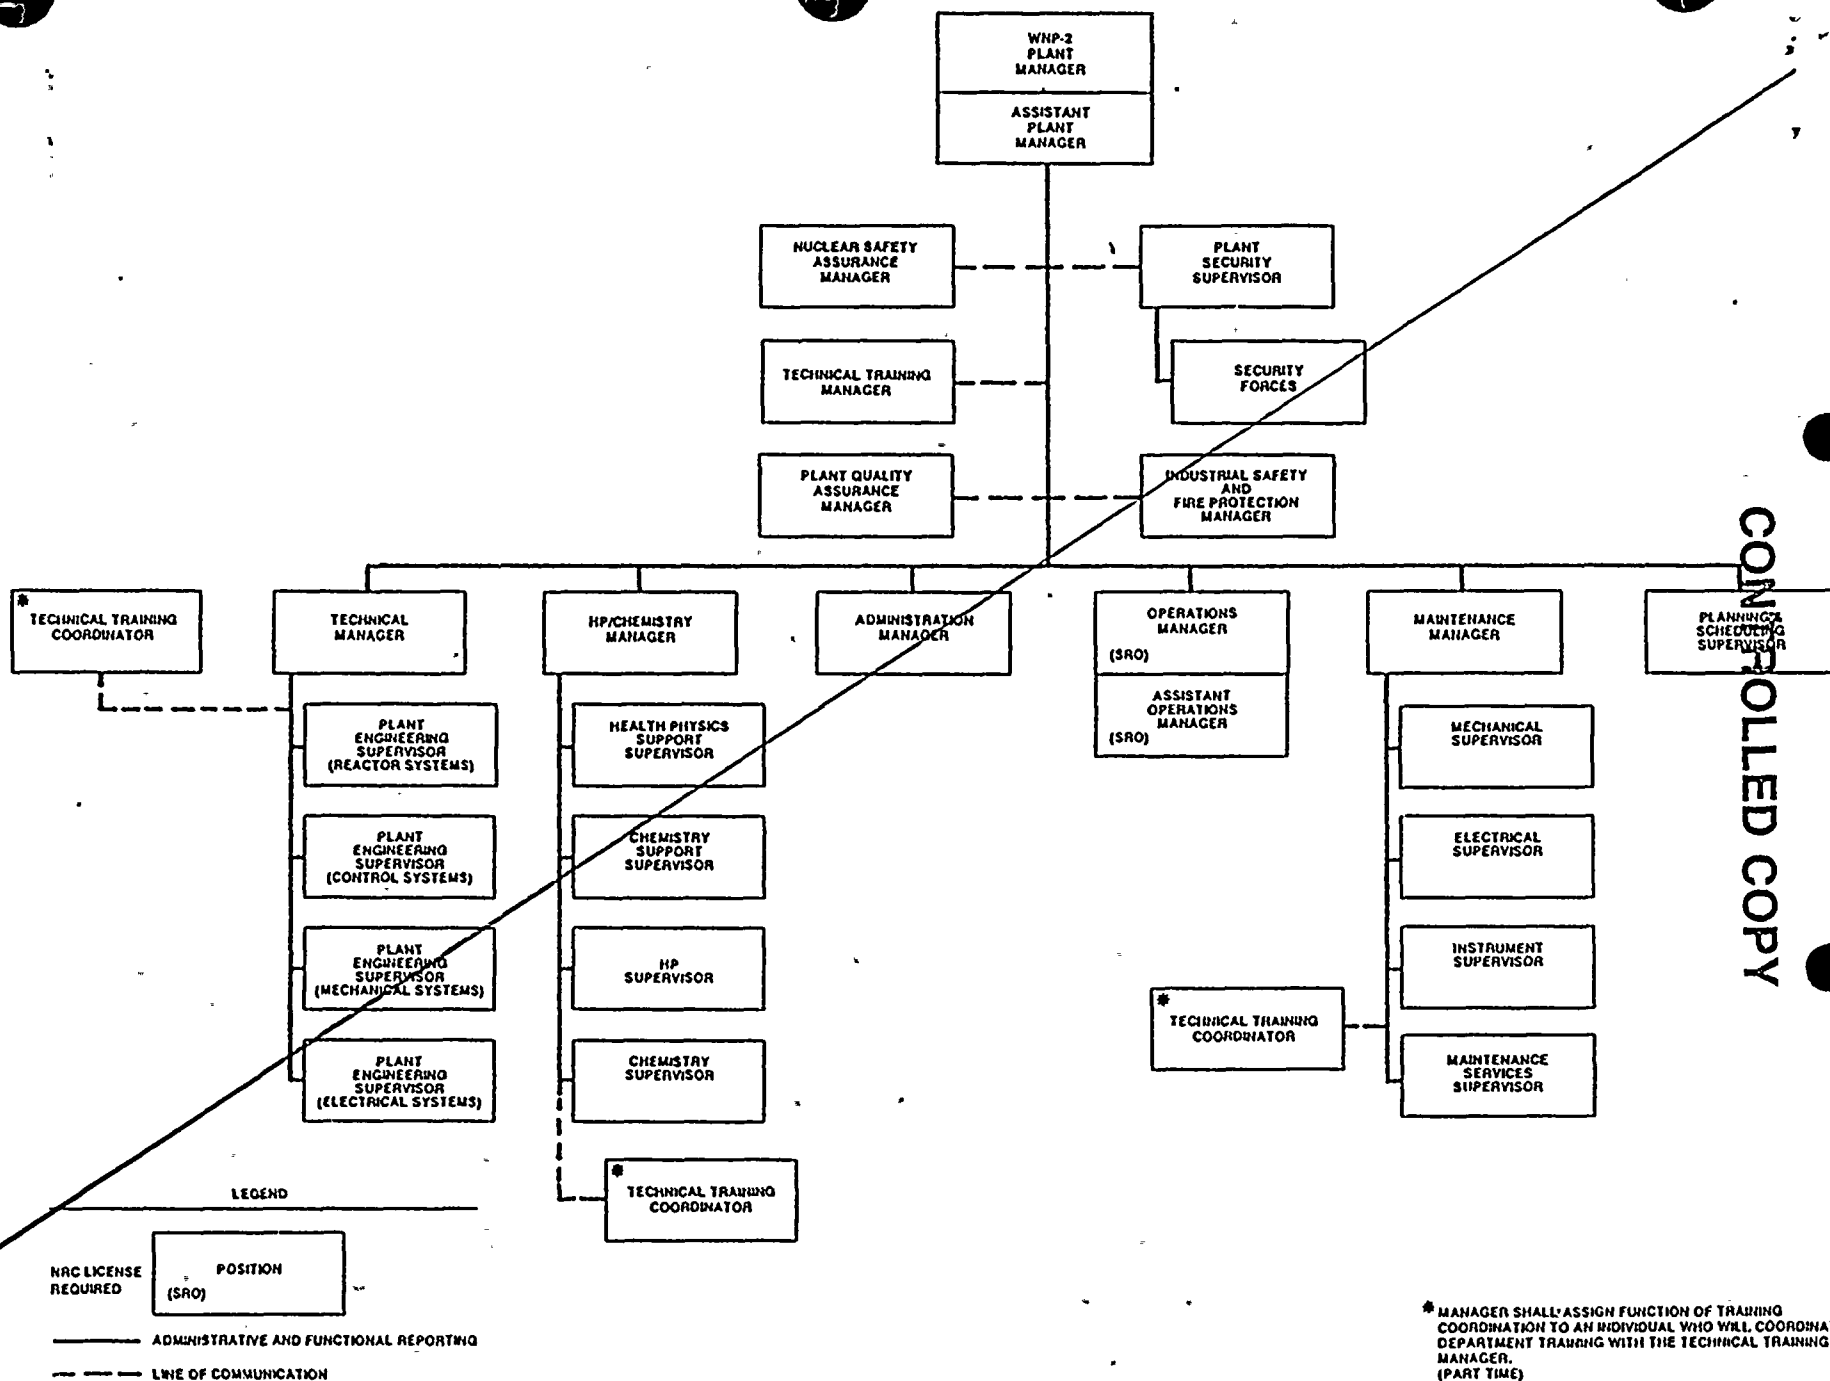 WNP-2
PLANT
MANAGER
ASSISTANT
PLANT
MANAGER
NUCLEAR SAFETY
ASSURANCE
MANAGER
PLANT
SECURITY
SUPERVISOR
TECHNICAL TRAINING
MANAGER
SECURITY
FORCES
PLANT QUALITY
ASSURANCE
MANAGER
INDUSTRIAL SAFETY
AND
FIRE PROTECTION
MANAGER
* TECHNICAL TRAINING
COORDINATOR
TECHNICAL
MANAGER
HP/CHEMISTRY
MANAGER
ADMINISTRATION
MANAGER
OPERATIONS
MANAGER
(SRO)
ASSISTANT
OPERATIONS
MANAGER
(SRO)
MAINTENANCE
MANAGER
PLANNING &
SCHEDULING
SUPERVISOR
PLANT
ENGINEERING
SUPERVISOR
(REACTOR SYSTEMS)
PLANT
ENGINEERING
SUPERVISOR
(CONTROL SYSTEMS)
PLANT
ENGINEERING
SUPERVISOR
(MECHANICAL SYSTEMS)
PLANT
ENGINEERING
SUPERVISOR
(ELECTRICAL SYSTEMS)
HEALTH PHYSICS
SUPPORT
SUPERVISOR
CHEMISTRY
SUPPORT
SUPERVISOR
HP
SUPERVISOR
CHEMISTRY
SUPERVISOR
* TECHNICAL TRAINING
COORDINATOR
MECHANICAL
SUPERVISOR
ELECTRICAL
SUPERVISOR
INSTRUMENT
SUPERVISOR
* TECHNICAL TRAINING
COORDINATOR
MAINTENANCE
SERVICES
SUPERVISOR
CONTROLLED COPY
LEGEND
NRC LICENSE
REQUIRED
POSITION
(SRO)
ADMINISTRATIVE AND FUNCTIONAL REPORTING
LINE OF COMMUNICATION
* MANAGER SHALL ASSIGN FUNCTION OF TRAINING
COORDINATION TO AN INDIVIDUAL WHO WILL COORDINA
DEPARTMENT TRAINING WITH THE TECHNICAL TRAINING
MANAGER.
(PART TIME)